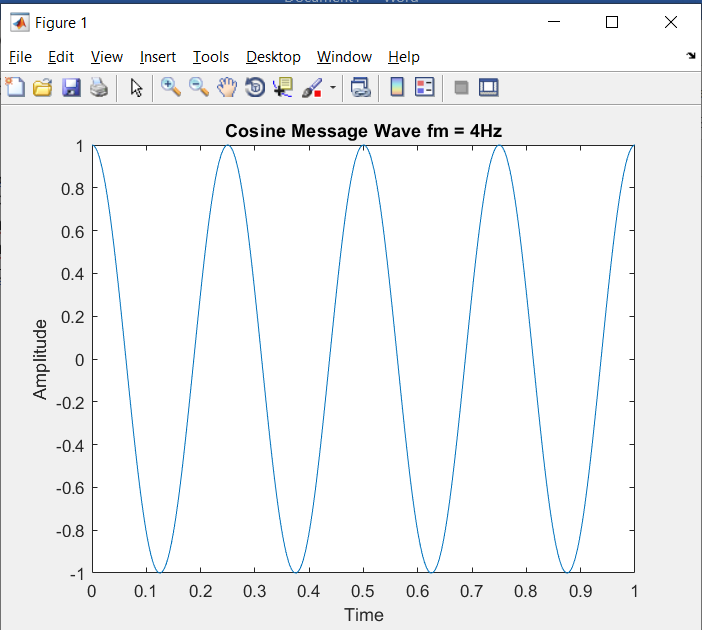 Figure 1
File Edit View Insert Tools Desktop Window Help
Cosine Message Wave fm = 4Hz
1
0.8
0.6
0.4
0.2
0
-0.2
-0.4
-0.6
-0.8
-1
Amplitude
0 0.1 0.2 0.3 0.4 0.5 0.6 0.7 0.8 0.9 1
Time